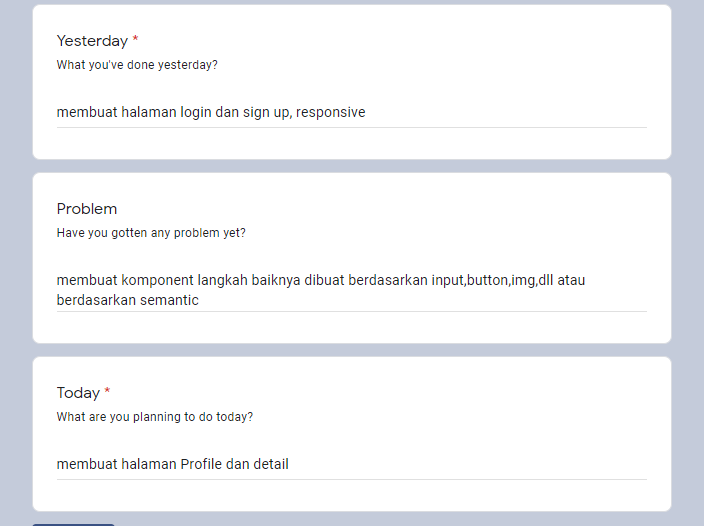 Yesterday *
What you've done yesterday?
membuat halaman login dan sign up, responsive
Problem
Have you gotten any problem yet?
membuat komponent langkah baiknya dibuat berdasarkan input,button,img,dll atau
berdasarkan semantic
Today *
What are you planning to do today?
membuat halaman Profile dan detail